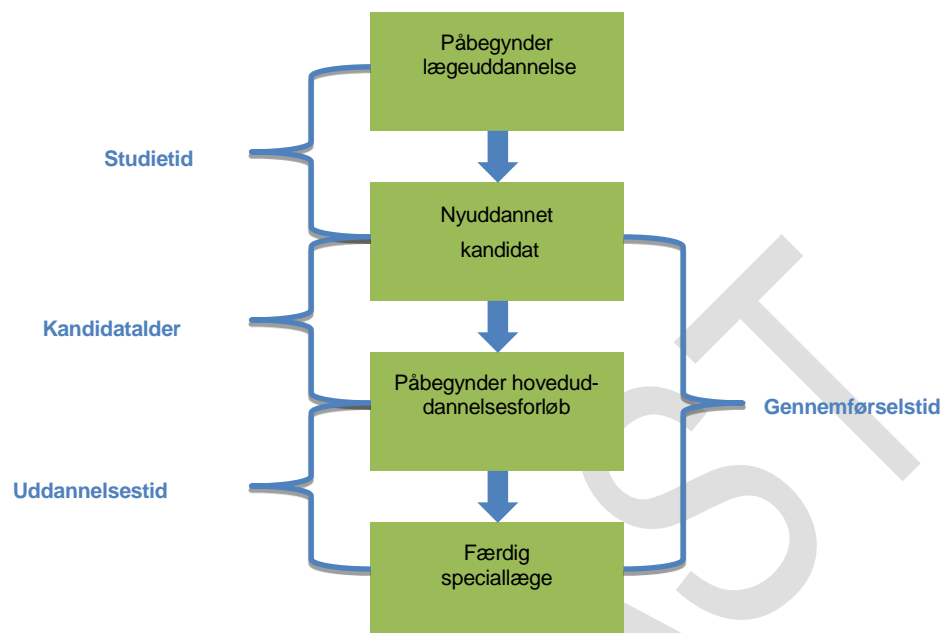 Påbegynder
lægeuddannelse
Studietid
Nyuddannet
kandidat
Kandidatalder
Påbegynder hovedud-
dannelsesforløb
Gennemførselstid
Uddannelsestid
Færdig
speciallæge